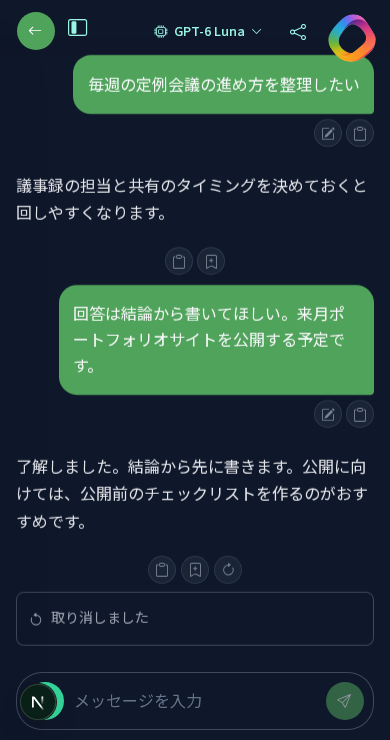 GPT-6 Luna
毎週の定例会議の進め方を整理したい
議事録の担当と共有のタイミングを決めておくと
回しやすくなります。
回答は結論から書いてほしい。来月ポ
ートフォリオサイトを公開する予定で
す。
了解しました。結論から先に書きます。公開に向
けては、公開前のチェックリストを作るのがおす
すめです。
取り消しました
N
メッセージを入力